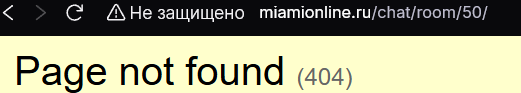 Не защищено miamionline.ru/chat/room/50/
Page not found (404)